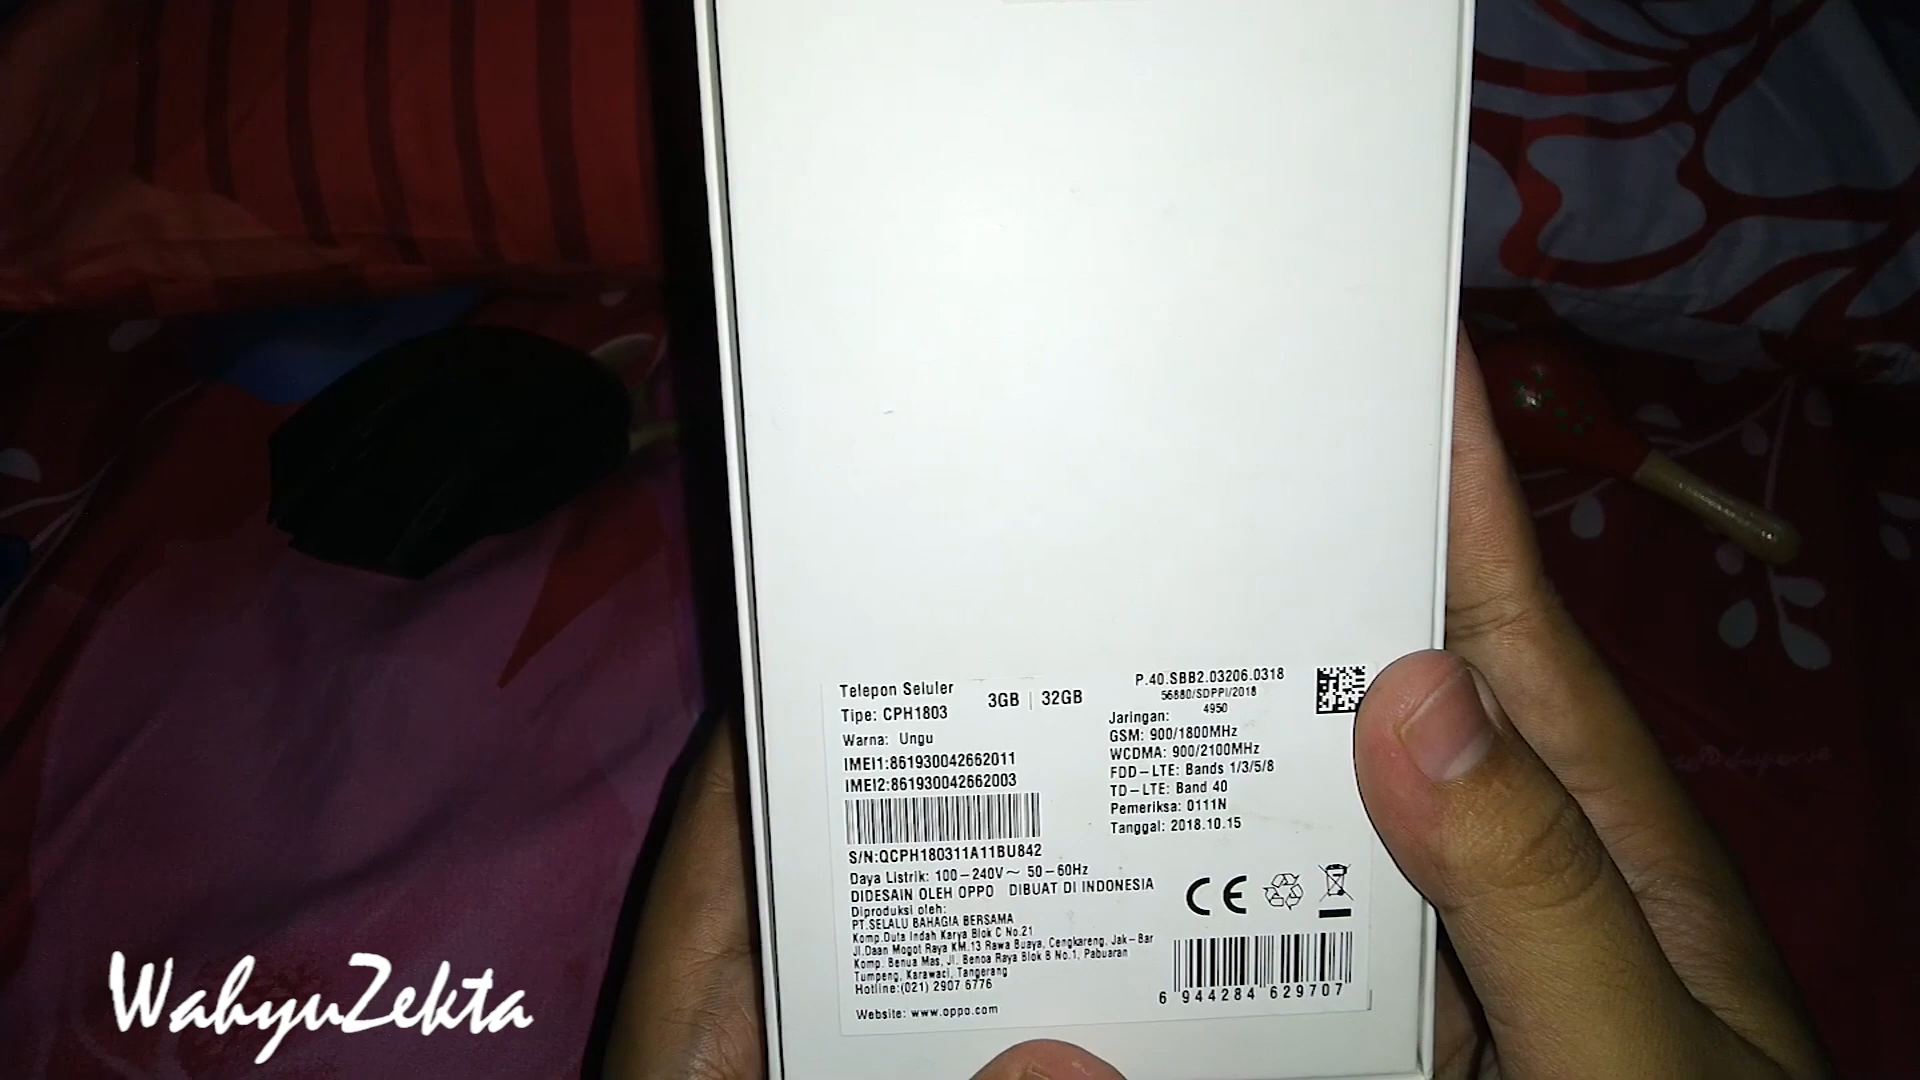 Telepon Seluler
Tipe: CPH1803
3GB | 32GB
Warna: Ungu
IMEI1:861930042662011
IMEI2:861930042662003
S/N:QCPH180311A11BU842
Daya Listrik: 100-240V~ 50-60Hz
DIDESAIN OLEH OPPO DIBUAT DI INDONESIA
Diproduksi oleh:
PT.SELALU BAHAGIA BERSAMA
Komp.Duta Indah Karya Blok C No.21
Jl.Daan Mogot Raya KM.13 Rawa Buaya, Cengkareng, Jak-Bar
Komp. Benua Mas, Jl. Benoa Raya Blok B No.1, Pabuaran
Tumpeng, Karawaci, Tangerang
Hotline:(021) 2907 6776
Website: www.oppo.com
P.40.SBB2.03206.0318
56880/SDPPI/2018
4950
Jaringan:
GSM: 900/1800MHz
WCDMA: 900/2100MHz
FDD-LTE: Bands 1/3/5/8
TD-LTE: Band 40
Pemeriksa: 0111N
Tanggal: 2018.10.15
CE
6 944284 629707
WahyuZekta